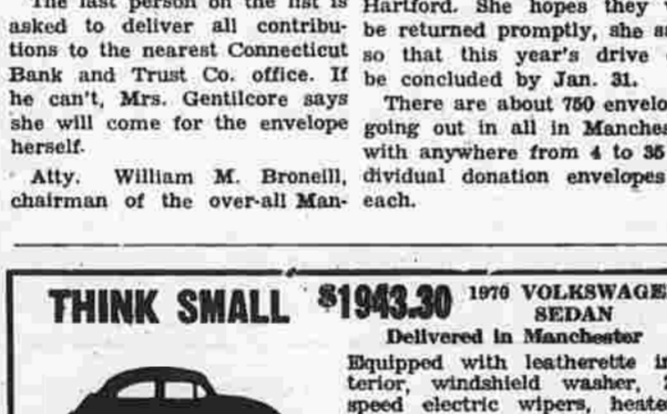 The last person on the list is
asked to deliver all contribu-
tions to the nearest Connecticut
Bank and Trust Co. office. If
he can't, Mrs. Gentilcore says
she will come for the envelope
herself.
Atty. William M. Broneill,
chairman of the over-all Man-
Hartford. She hopes they
be returned promptly, she
so that this year's drive
be concluded by Jan. 31.
There are about 750
going out in all in
with anywhere from 4 to 35
dividual donation envelopes
each.
THINK SMALL
$1943.30
1970 VOLKSWAGE
SEDAN
Delivered in Manchester
Equipped with leatherette
terior, windshield washer,
speed electric wipers,